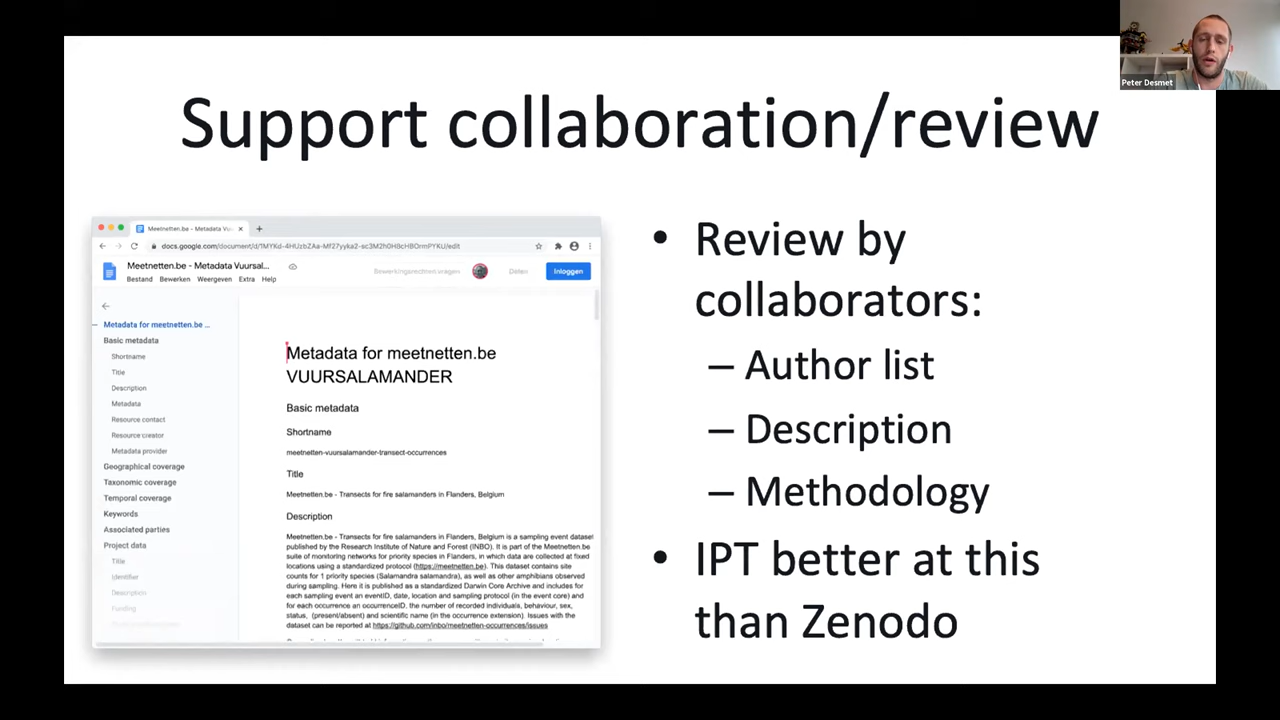 Peter Desmet
Support collaboration/review
Meetnetten.be - Metadata Vuu
Meetnetten.be - Metadata Vuursal...
Bewerkingsrechten vragen
Delen
Inloggen
Bestand Bewerken Weergeven Extra Help
Metadata for meetnetten.be ...
Basic metadata
Shortname
Title
Description
Metadata
Resource contact
Resource creator
Metadata provider
Geographical coverage
Taxonomic coverage
Temporal coverage
Keywords
Associated parties
Project data
Title
Identifier
Description
Funding
Metadata for meetnetten.be
VUURSALAMANDER
Basic metadata
Shortname
meetnetten-vuursalamander-transect-occurrences
Title
Meetnetten.be - Transects for fire salamanders in Flanders, Belgium
Description
Meetnetten.be - Transects for fire salamanders in Flanders, Belgium is a sampling event dataset
published by the Research Institute of Nature and Forest (INBO). It is part of the Meetnetten.be
suite of monitoring networks for priority species in Flanders, in which data are collected at fixed
locations using a standardized protocol (https://meetnetten.be). This dataset contains site
counts for 1 priority species (Salamandra salamandra), as well as other amphibians observed
during sampling. Here it is published as a standardized Darwin Core Archive and includes for
each sampling event an eventID, date, location and sampling protocol (in the event core) and
for each occurrence an occurrenceID, the number of recorded individuals, behaviour, sex,
status, (present/absent) and scientific name (in the occurrence extension). Issues with the
dataset can be reported at https://github.com/inbo/meetnetten-occurrences/issues
• Review by
collaborators:
– Author list
– Description
– Methodology
• IPT better at this
than Zenodo